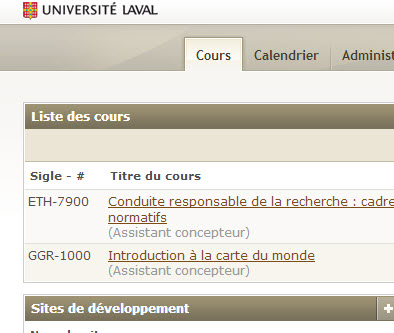 UNIVERSITÉ LAVAL
Cours Calendrier Administ
Liste des cours
Sigle - # Titre du cours
ETH-7900 Conduite responsable de la recherche : cadre
normatifs
(Assistant concepteur)
GGR-1000 Introduction à la carte du monde
(Assistant concepteur)
Sites de développement +